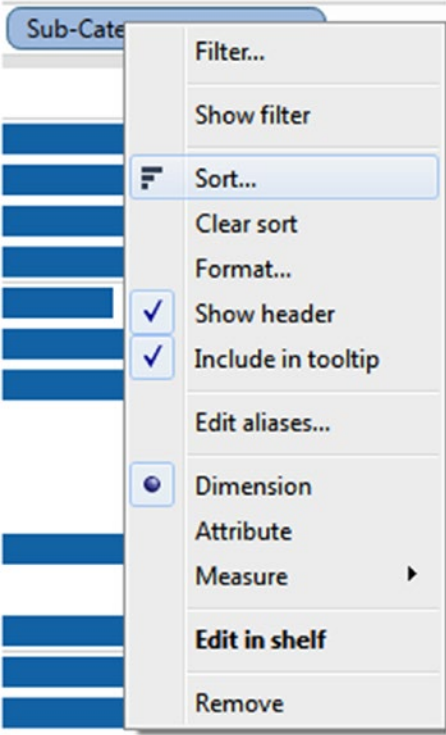 Sub-Cate
Filter...
Show filter
Sort...
Clear sort
Format...
Show header
Include in tooltip
Edit aliases...
Dimension
Attribute
Measure
Edit in shelf
Remove